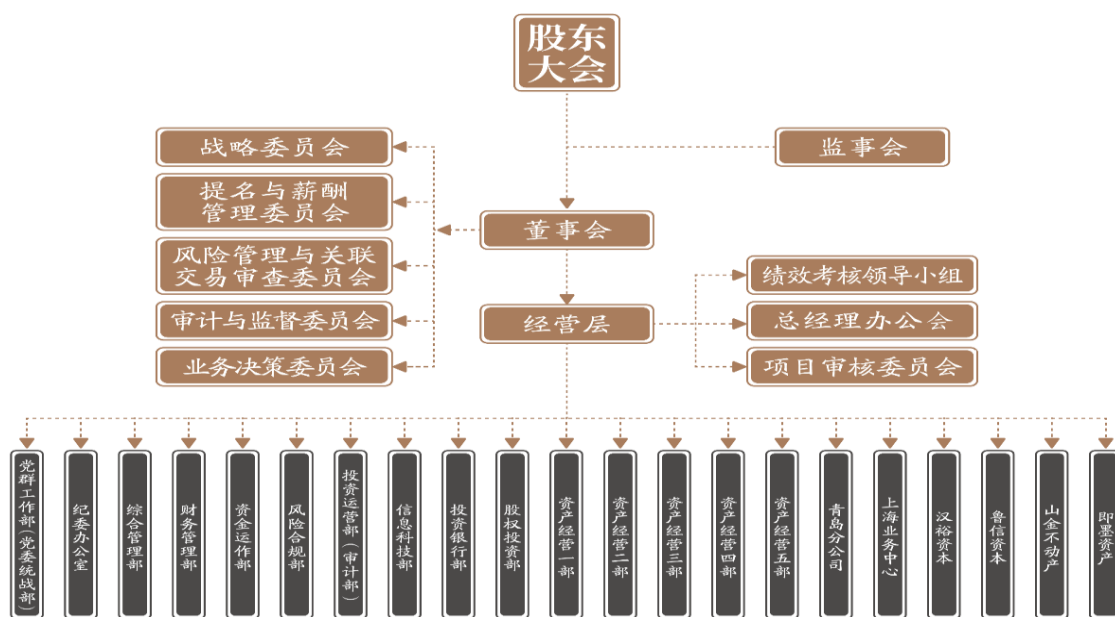 股东
大会
战略委员会
监事会
提名与薪酬
管理委员会
董事会
风险管理与关联
交易审查委员会
绩效考核领导小组
审计与监督委员会
经营层
总经理办公会
业务决策委员会
项目审核委员会
党群工作部(党委统战部)
纪委办公室
综合管理部
财务管理部
资金运作部
风险合规部
投资运营部(审计部)
信息科技部
投资银行部
股权投资部
资产经营一部
资产经营二部
资产经营三部
资产经营四部
资产经营五部
青岛分公司
上海业务中心
汉裕资本
鲁信资本
山金不动产
即墨资产